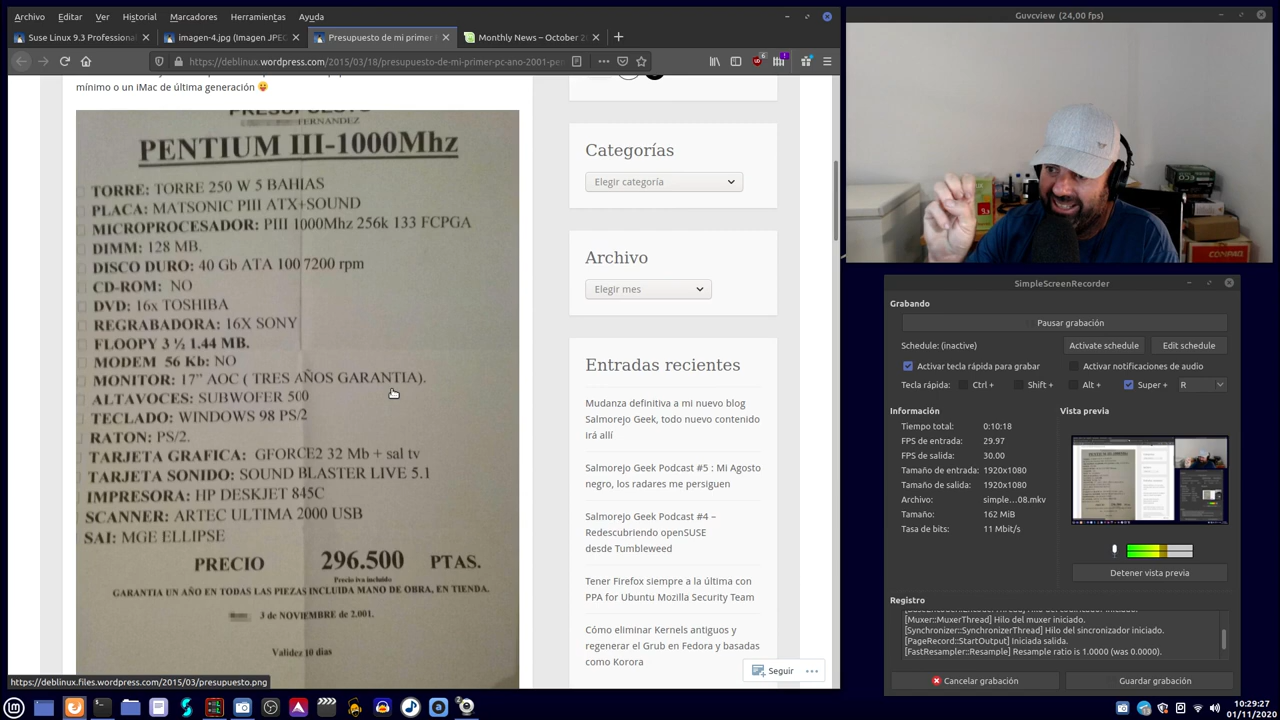 Archivo Editar Ver Historial Marcadores Herramientas Ayuda
Suse Linux 9.3 Professional
imagen-4.jpg (Imagen JPEG
Presupuesto de mi primer
Monthly News – October 2
https://deblinux.wordpress.com/2015/03/18/presupuesto-de-mi-primer-pc-ano-2001-pe
mínimo o un iMac de última generación
PRESUPUESTO
FERNANDEZ
PENTIUM III-1000Mhz
TORRE: TORRE 250 W 5 BAHIAS
PLACA: MATSONIC PIII ATX+SOUND
MICROPROCESADOR: PIII 1000Mhz 256k 133 FCPGA
DIMM: 128 MB.
DISCO DURO: 40 Gb ATA 100 7200 rpm
CD-ROM: NO
DVD: 16x TOSHIBA
REGRABADORA: 16X SONY
FLOOPY 3 ½ 1.44 MB.
MODEM 56 Kb: NO
MONITOR: 17” AOC ( TRES AÑOS GARANTIA).
ALTAVOCES: SUBWOFER 500
TECLADO: WINDOWS 98 PS/2
RATON: PS/2.
TARJETA GRAFICA: GFORCE2 32 Mb / sal tv
TARJETA SONIDO: SOUND BLASTER LIVE 5.1
IMPRESORA: HP DESKJET 845C
SCANNER: ARTEC ULTIMA 2000 USB
SAI: MGE ELLIPSE
PRECIO 296.500 PTAS.
Precio iva incluido
GARANTIA UN AÑO EN TODAS LAS PIEZAS INCLUIDA MANO DE OBRA, EN TIENDA.
3 de NOVIEMBRE de 2.001.
Validez 10 dias
Categorías
Elegir categoría
Archivo
Elegir mes
Entradas recientes
Mudanza definitiva a mi nuevo blog
Salmorejo Geek, todo nuevo contenido
irá allí
Salmorejo Geek Podcast #5 : Mi Agosto
negro, los radares me persiguen
Salmorejo Geek Podcast #4 –
Redescubriendo openSUSE
desde Tumbleweed
Tener Firefox siempre a la última con
PPA for Ubuntu Mozilla Security Team
Cómo eliminar Kernels antiguos y
regenerar el Grub en Fedora y basadas
como Korora
Seguir
Guvcview (24,00 fps)
9.3
COMPAQ
SimpleScreenRecorder
Grabando
Pausar grabación
Schedule: (inactive) Activate schedule Edit schedule
Activar tecla rápida para grabar Activar notificaciones de audio
Tecla rápida: Ctrl + Shift + Alt + Super + R
Información
Tiempo total: 0:10:18
FPS de entrada: 29.97
FPS de salida: 30.00
Tamaño de entrada: 1920x1080
Tamaño de salida: 1920x1080
Archivo: simple...08.mkv
Tamaño: 162 MiB
Tasa de bits: 11 Mbit/s
Vista previa
Detener vista previa
Registro
[Muxer::MuxerThread] Hilo del muxer iniciado.
[Synchronizer::SynchronizerThread] Hilo del sincronizador iniciado.
[PageRecord::StartOutput] Iniciada salida.
[FastResampler::Resample] Resample ratio is 1.0000 (was 0.0000).
Cancelar grabación Guardar grabación
10:29:27
01/11/2020